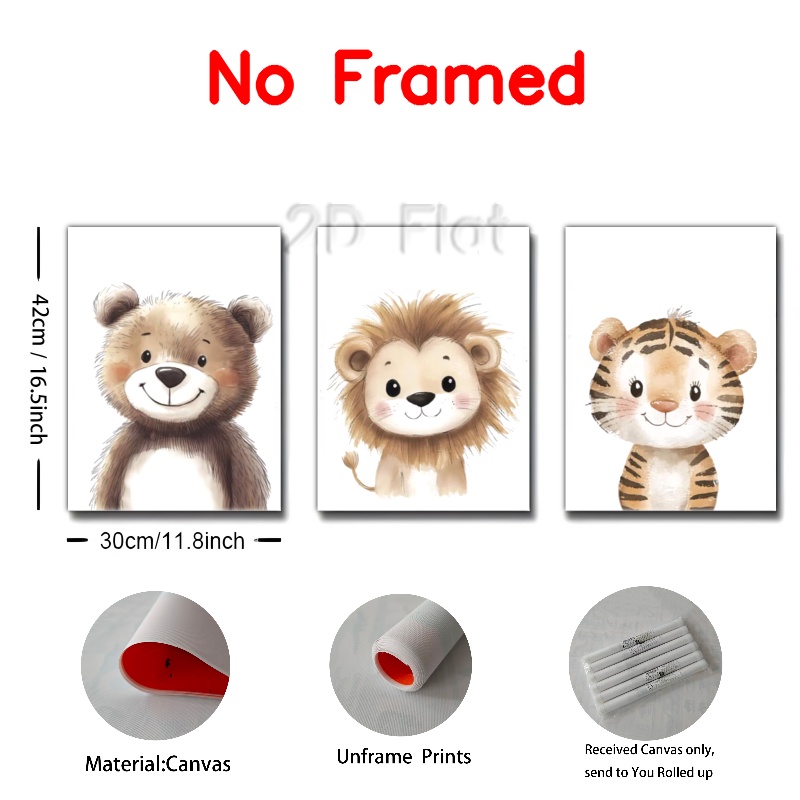 No Framed
2D Flat
42cm / 16.5inch
30cm/11.8inch
Material:Canvas
Unframe Prints
Received Canvas only,
send to You Rolled up